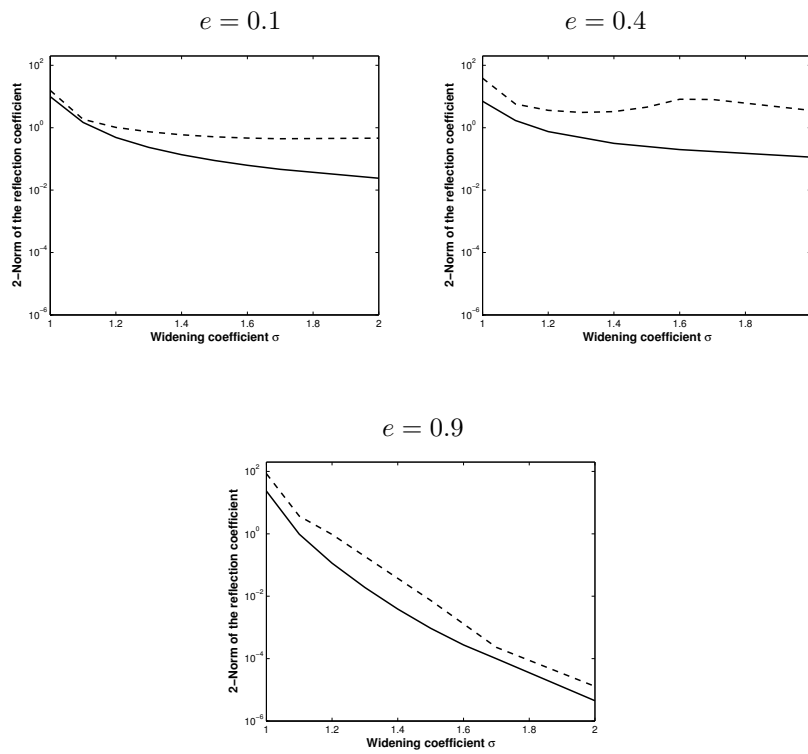 e = 0.1
10^2
10^0
10^-2
10^-4
10^-6
2−Norm of the reflection coefficient
1 1.2 1.4 1.6 1.8 2
Widening coefficient σ
e = 0.4
10^2
10^0
10^-2
10^-4
10^-6
2−Norm of the reflection coefficient
1 1.2 1.4 1.6 1.8
Widening coefficient σ
e = 0.9
10^2
10^0
10^-2
10^-4
10^-6
2−Norm of the reflection coefficient
1 1.2 1.4 1.6 1.8 2
Widening coefficient σ